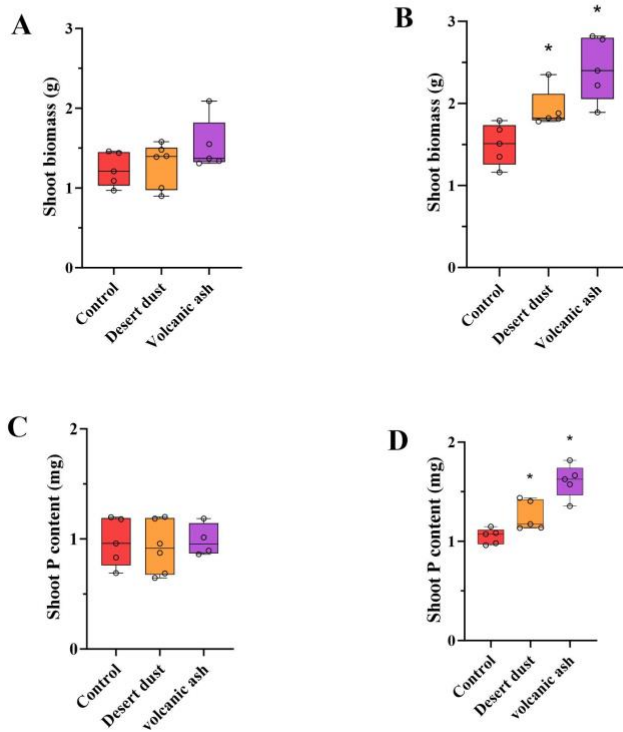 A
Shoot biomass (g)
3
2
1
0
Control
Desert dust
Volcanic ash
B
Shoot biomass (g)
3
2
1
0
*
*
Control
Desert dust
Volcanic ash
C
Shoot P content (mg)
2
1
0
Control
Desert dust
volcanic ash
D
Shoot P content (mg)
2
1
0
*
*
Control
Desert dust
volcanic ash